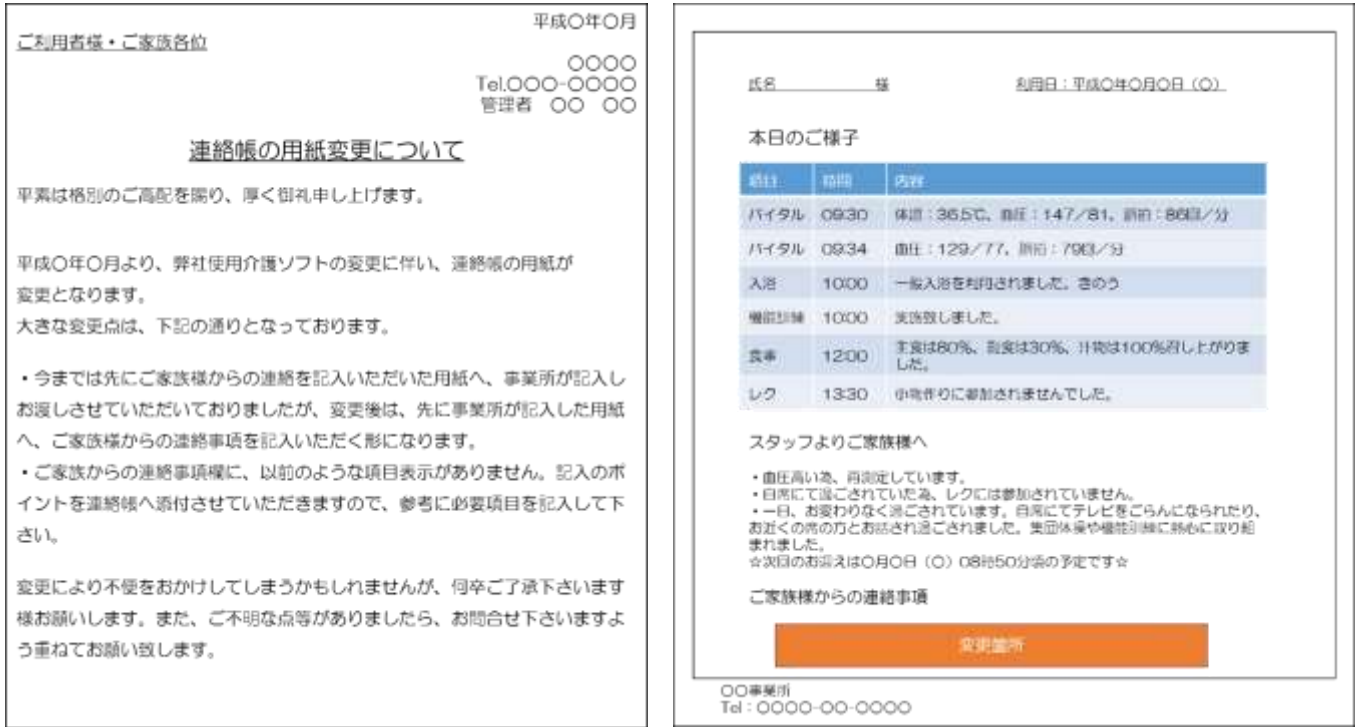 平成〇年〇月
ご利用者様・ご家族各位
〇〇〇〇
Tel.〇〇〇-〇〇〇〇
管理者　〇〇　〇〇
連絡帳の用紙変更について
平素は格別のご高配を賜り、厚く御礼申し上げます。
平成〇年〇月より、弊社使用介護ソフトの変更に伴い、連絡帳の用紙が
変更となります。
大きな変更点は、下記の通りとなっております。
・今までは先にご家族様からの連絡を記入いただいた用紙へ、事業所が記入し
お渡しさせていただいておりましたが、変更後は、先に事業所が記入した用紙
へ、ご家族様からの連絡事項を記入いただく形になります。
・ご家族からの連絡事項欄に、以前のような項目表示がありません。記入のポ
イントを連絡帳へ添付させていただきますので、参考に必要項目を記入して下
さい。
変更により不便をおかけしてしまうかもしれませんが、何卒ご了承下さいます
様お願いします。また、ご不明な点等がありましたら、お問合せ下さいますよ
う重ねてお願い致します。
氏名　　　　　　様　　利用日：平成〇年〇月〇日（〇）
本日のご様子
項目　時間　内容
バイタル　09:30　体温：36.5℃、血圧：147／81、脈拍：86回／分
バイタル　09:34　血圧：129／77、脈拍：79回／分
入浴　10:00　一般入浴を利用されました。きのう
機能訓練　10:00　実施致しました。
食事　12:00　主食は80%、副食は30%、汁物は100%召し上がりま
した。
レク　13:30　小物作りに参加されませんでした。
スタッフよりご家族様へ
・血圧高い為、再測定しています。
・自席にて過ごされていた為、レクには参加されていません。
・一日、お変わりなく過ごされています。自席にてテレビをごらんになられたり、
お近くの席の方とお話され過ごされました。集団体操や機能訓練に熱心に取り組
まれました。
☆次回のお迎えは〇月〇日（〇）08時50分頃の予定です☆
ご家族様からの連絡事項
変更箇所
〇〇事業所
Tel：〇〇〇〇-〇〇-〇〇〇〇